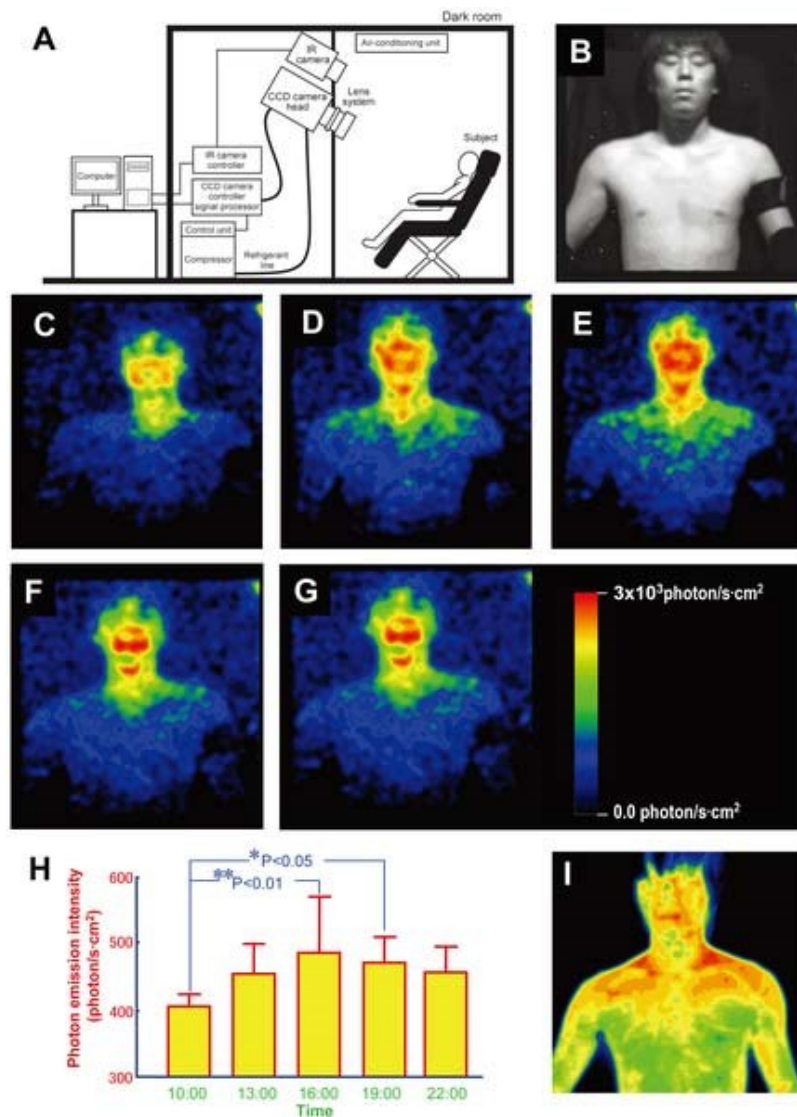 A
Dark room
IR
camera
Air-conditioning unit
CCD camera
head
Lens
system
Subject
IR camera
controller
Computer
CCD camera
controller
signal processor
Control unit
Compressor
Refrigerant
line
B
C
D
E
F
G
3x10³photon/s·cm²
0.0 photon/s·cm²
H
Photon emission intensity
(photon/s·cm²)
600
500
400
300
*P<0.05
**P<0.01
10:00 13:00 16:00 19:00 22:00
Time
I